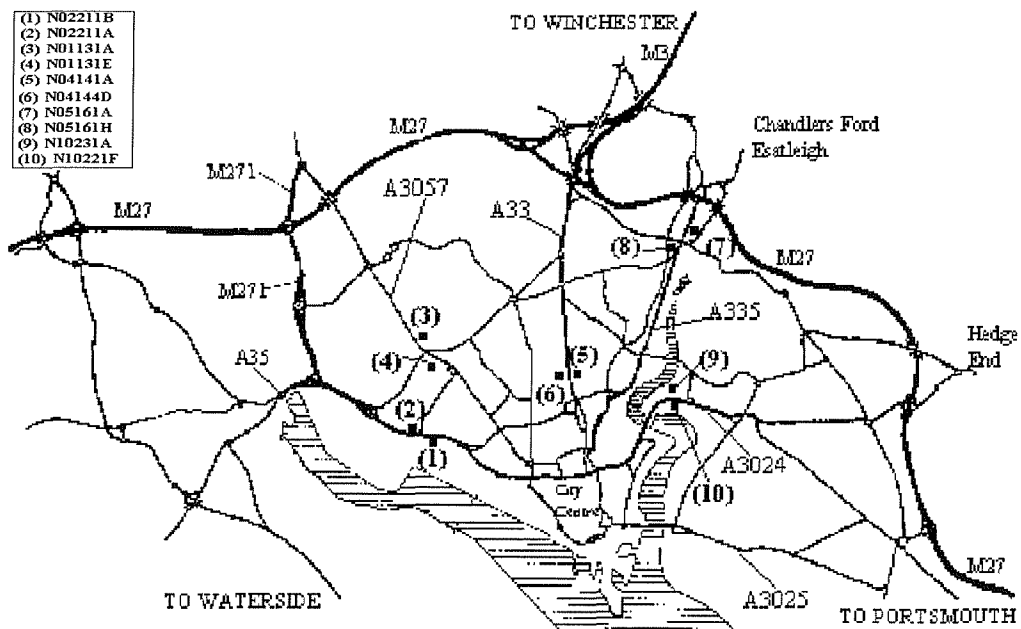 (1) N02211B
(2) N02211A
(3) N01131A
(4) N01131E
(5) N04141A
(6) N04144D
(7) N05161A
(8) N05161H
(9) N10231A
(10) N10221F
TO WINCHESTER
M3
M27
Chandlers Ford
Esatleigh
M271
A3057
M27
A33
(8)
(7)
M27
M271
A335
(3)
Hedge
End
A35
(4)
(5)
(9)
(6)
(2)
(1)
A3024
(10)
City
Centre
M27
TO WATERSIDE
A3025
TO PORTSMOUTH